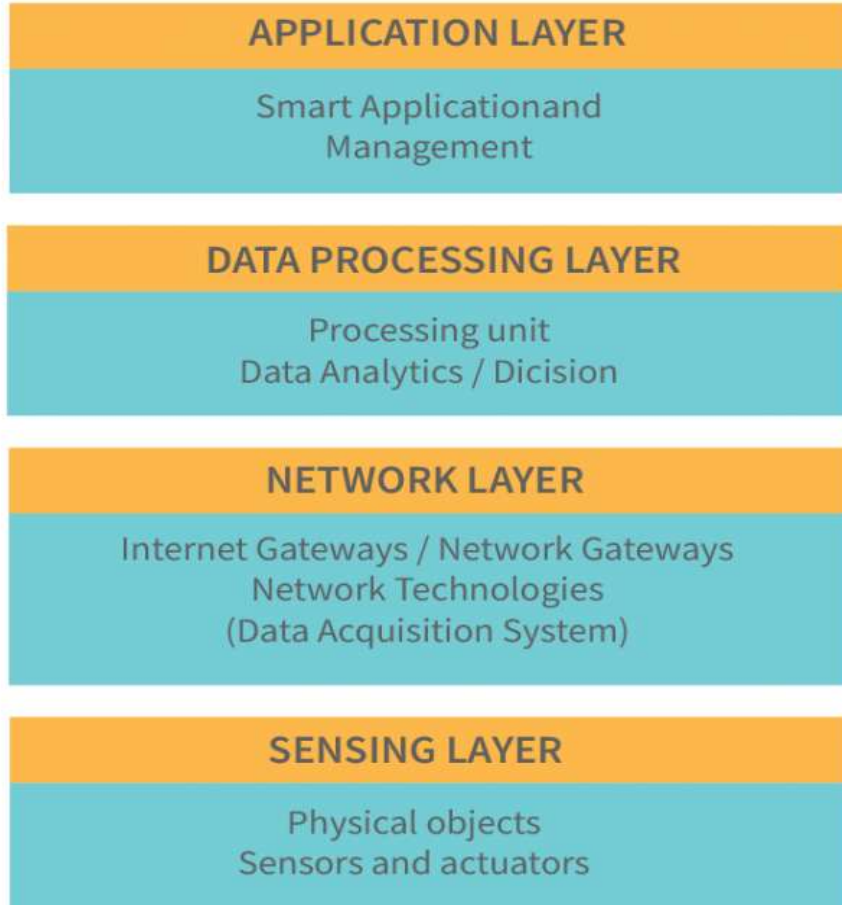 APPLICATION LAYER
Smart Applicationand
Management
DATA PROCESSING LAYER
Processing unit
Data Analytics / Dicision
NETWORK LAYER
Internet Gateways / Network Gateways
Network Technologies
(Data Acquisition System)
SENSING LAYER
Physical objects
Sensors and actuators